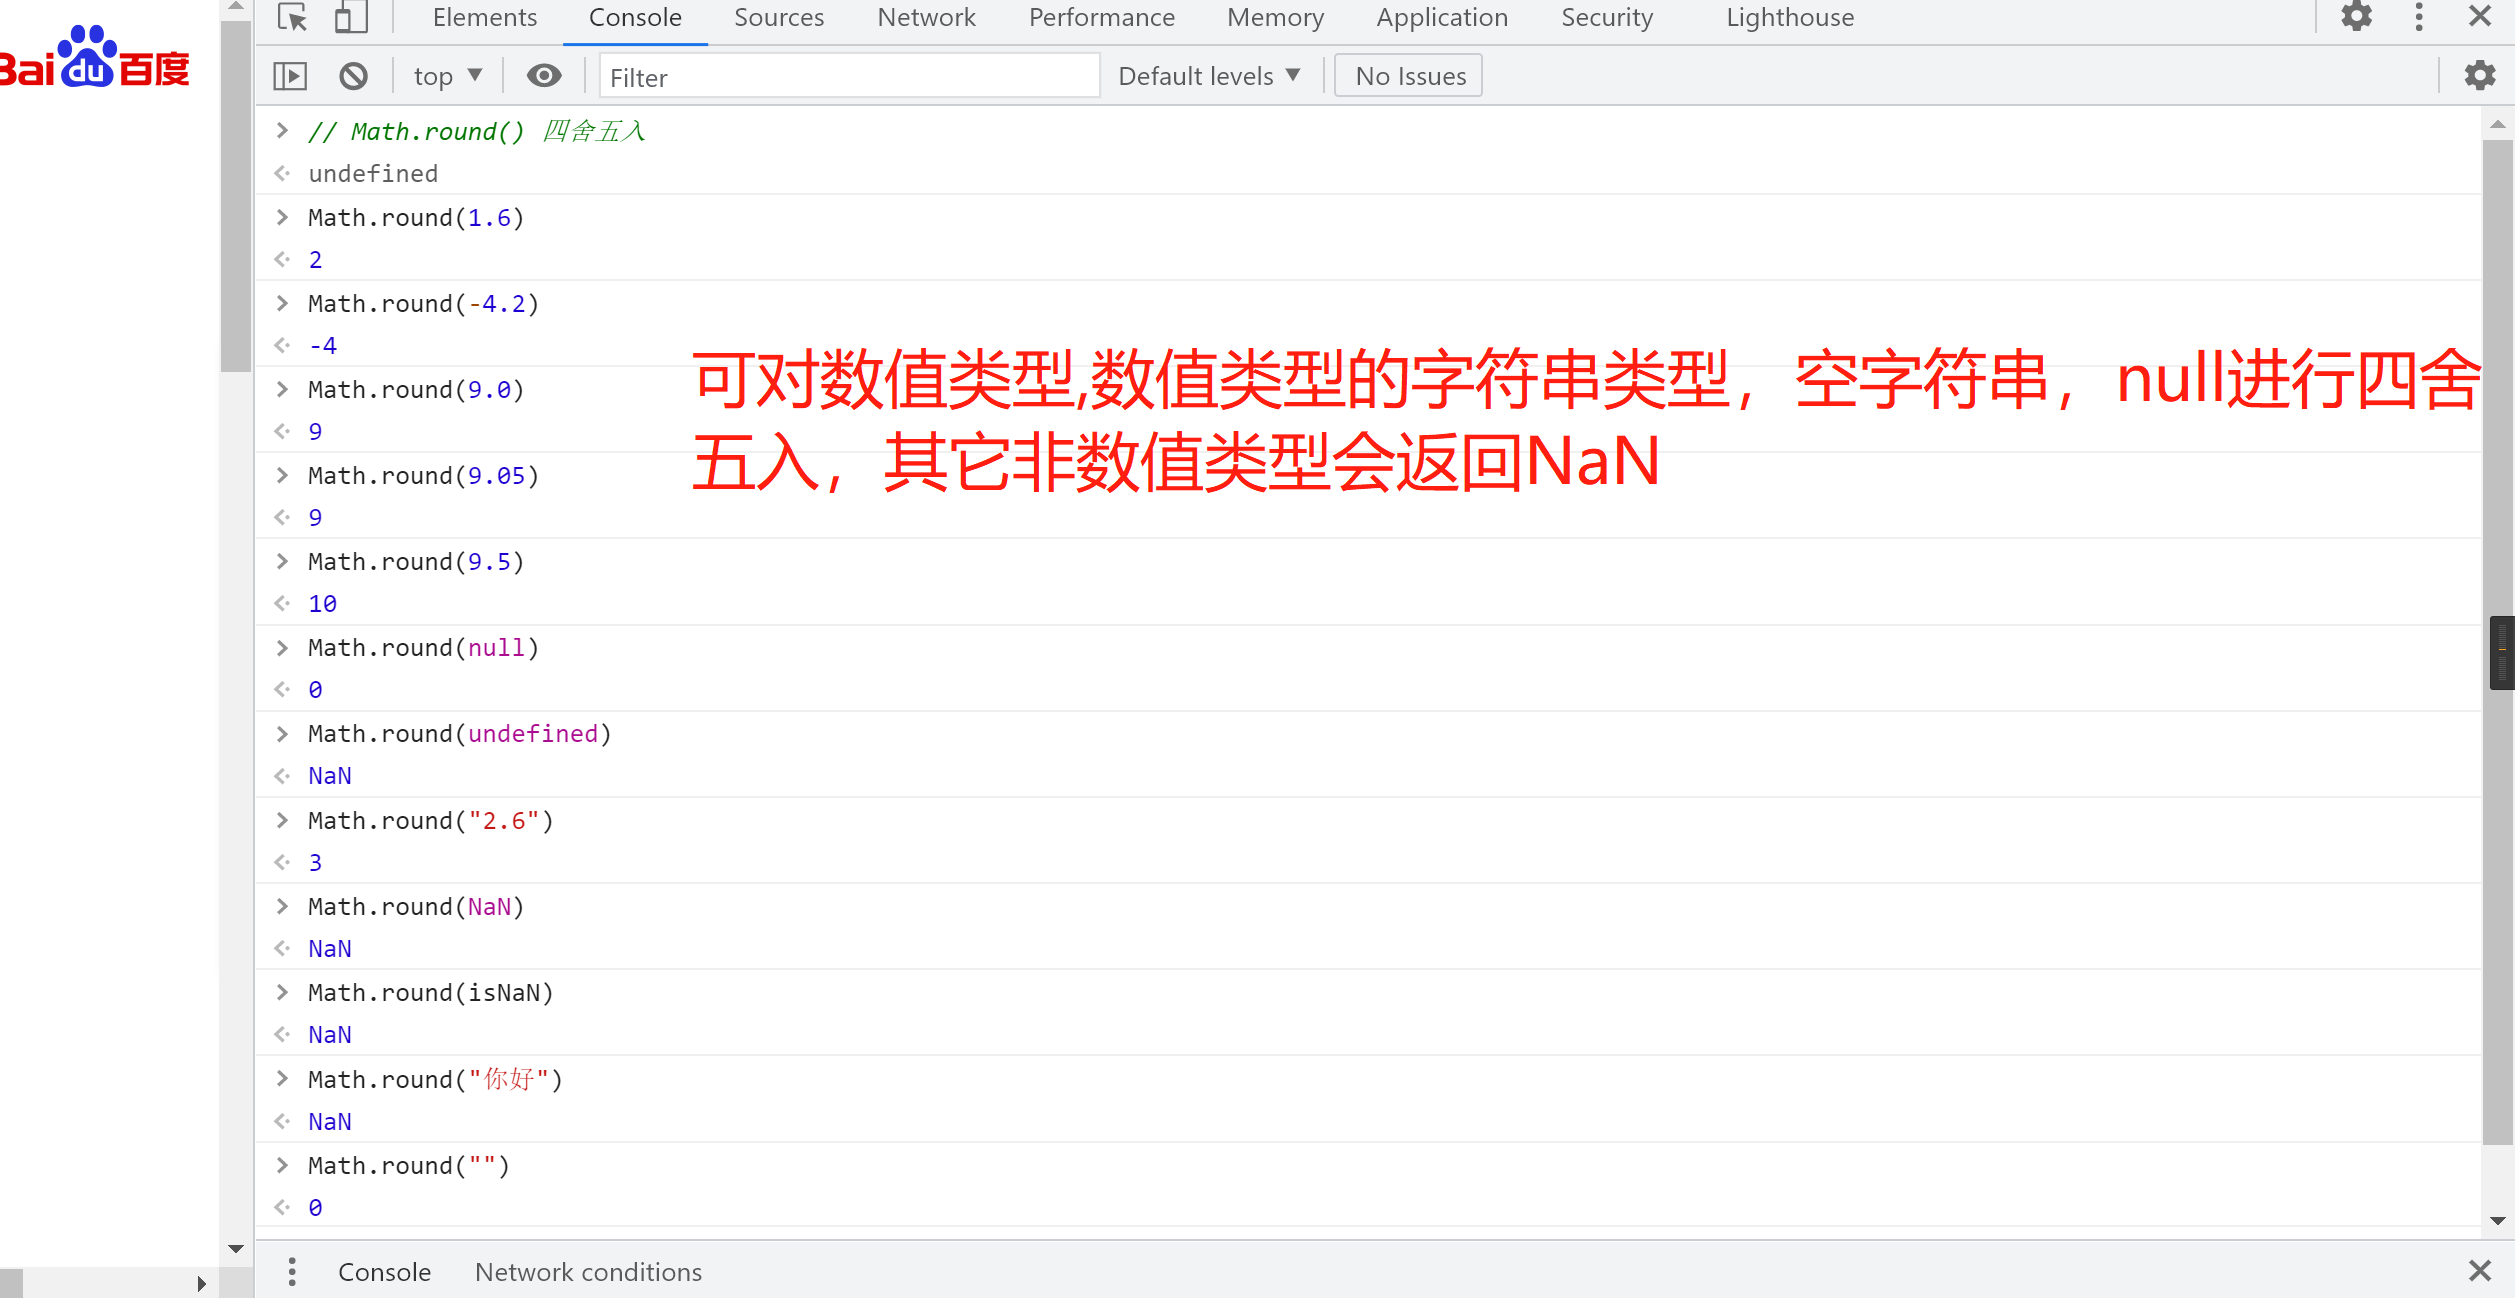 Bai du 百度
Elements Console Sources Network Performance Memory Application Security Lighthouse
top Filter Default levels No Issues
// Math.round() 四舍五入
undefined
Math.round(1.6)
2
Math.round(-4.2)
-4
Math.round(9.0)
9
Math.round(9.05)
9
可对数值类型,数值类型的字符串类型，空字符串，null进行四舍
五入，其它非数值类型会返回NaN
Math.round(9.5)
10
Math.round(null)
0
Math.round(undefined)
NaN
Math.round("2.6")
3
Math.round(NaN)
NaN
Math.round(isNaN)
NaN
Math.round("你好")
NaN
Math.round("")
0
Console Network conditions